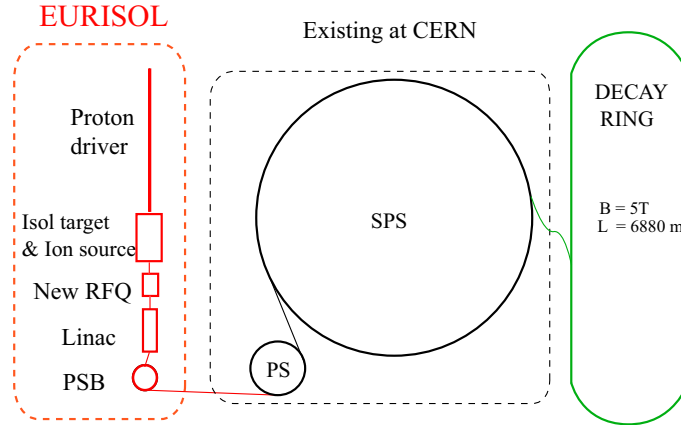 EURISOL
Existing at CERN
Proton
driver
DECAY
RING
Isol target
& Ion source
SPS
B = 5T
L = 6880 m
New RFQ
Linac
PS
PSB